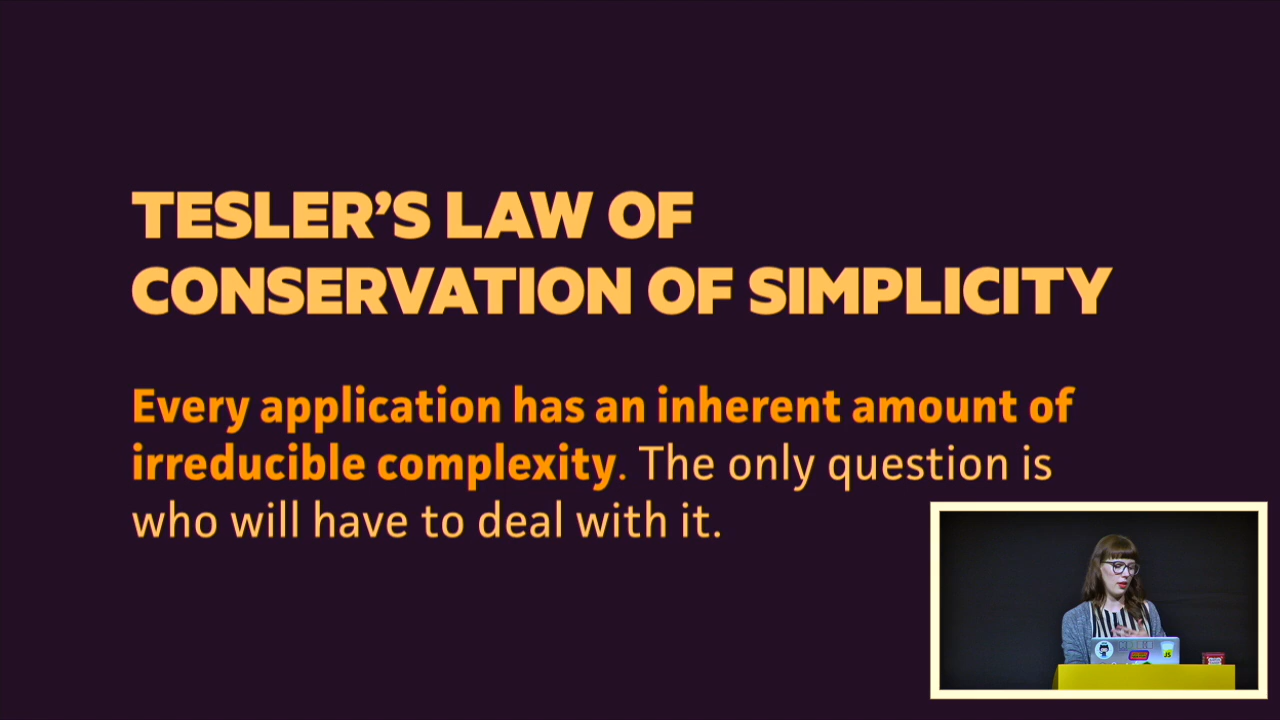 TESLER’S LAW OF
CONSERVATION OF SIMPLICITY
Every application has an inherent amount of
irreducible complexity. The only question is
who will have to deal with it.
JS